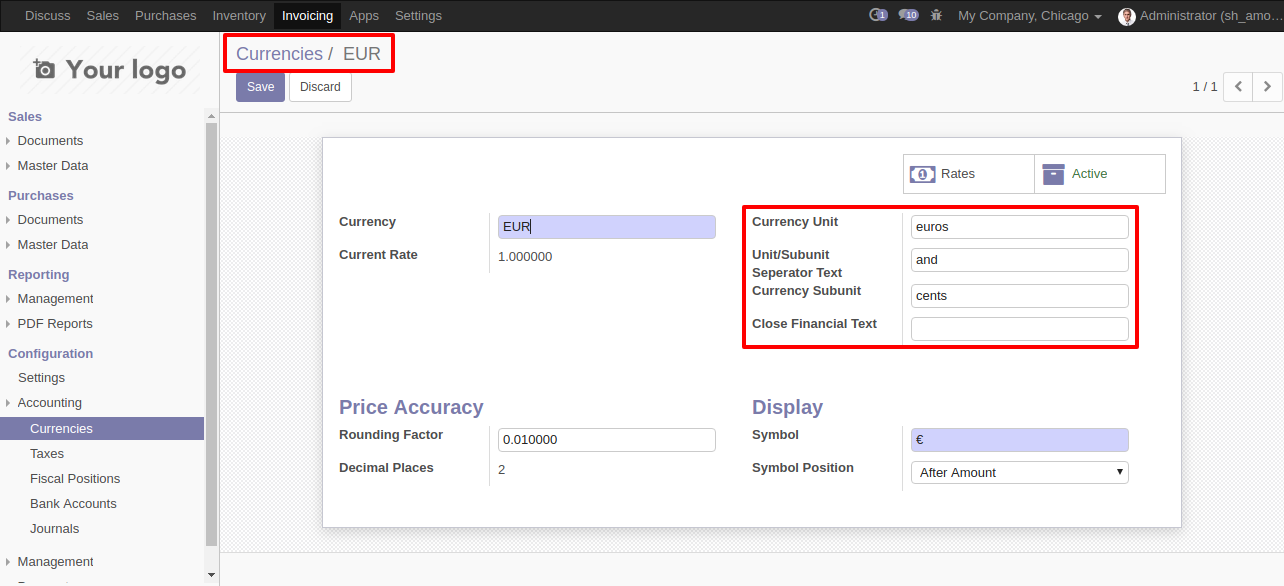 Discuss Sales Purchases Inventory Invoicing Apps Settings 1 10 My Company, Chicago Administrator (sh_amo...
Your logo
Currencies / EUR
Save Discard
1 / 1
Sales
Documents
Master Data
Purchases
Documents
Master Data
Reporting
Management
PDF Reports
Configuration
Settings
Accounting
Currencies
Taxes
Fiscal Positions
Bank Accounts
Journals
Management
1 Rates
Active
Currency EUR
Current Rate 1.000000
Currency Unit euros
Unit/Subunit
Seperator Text and
Currency Subunit cents
Close Financial Text
Price Accuracy
Rounding Factor 0.010000
Decimal Places 2
Display
Symbol €
Symbol Position After Amount